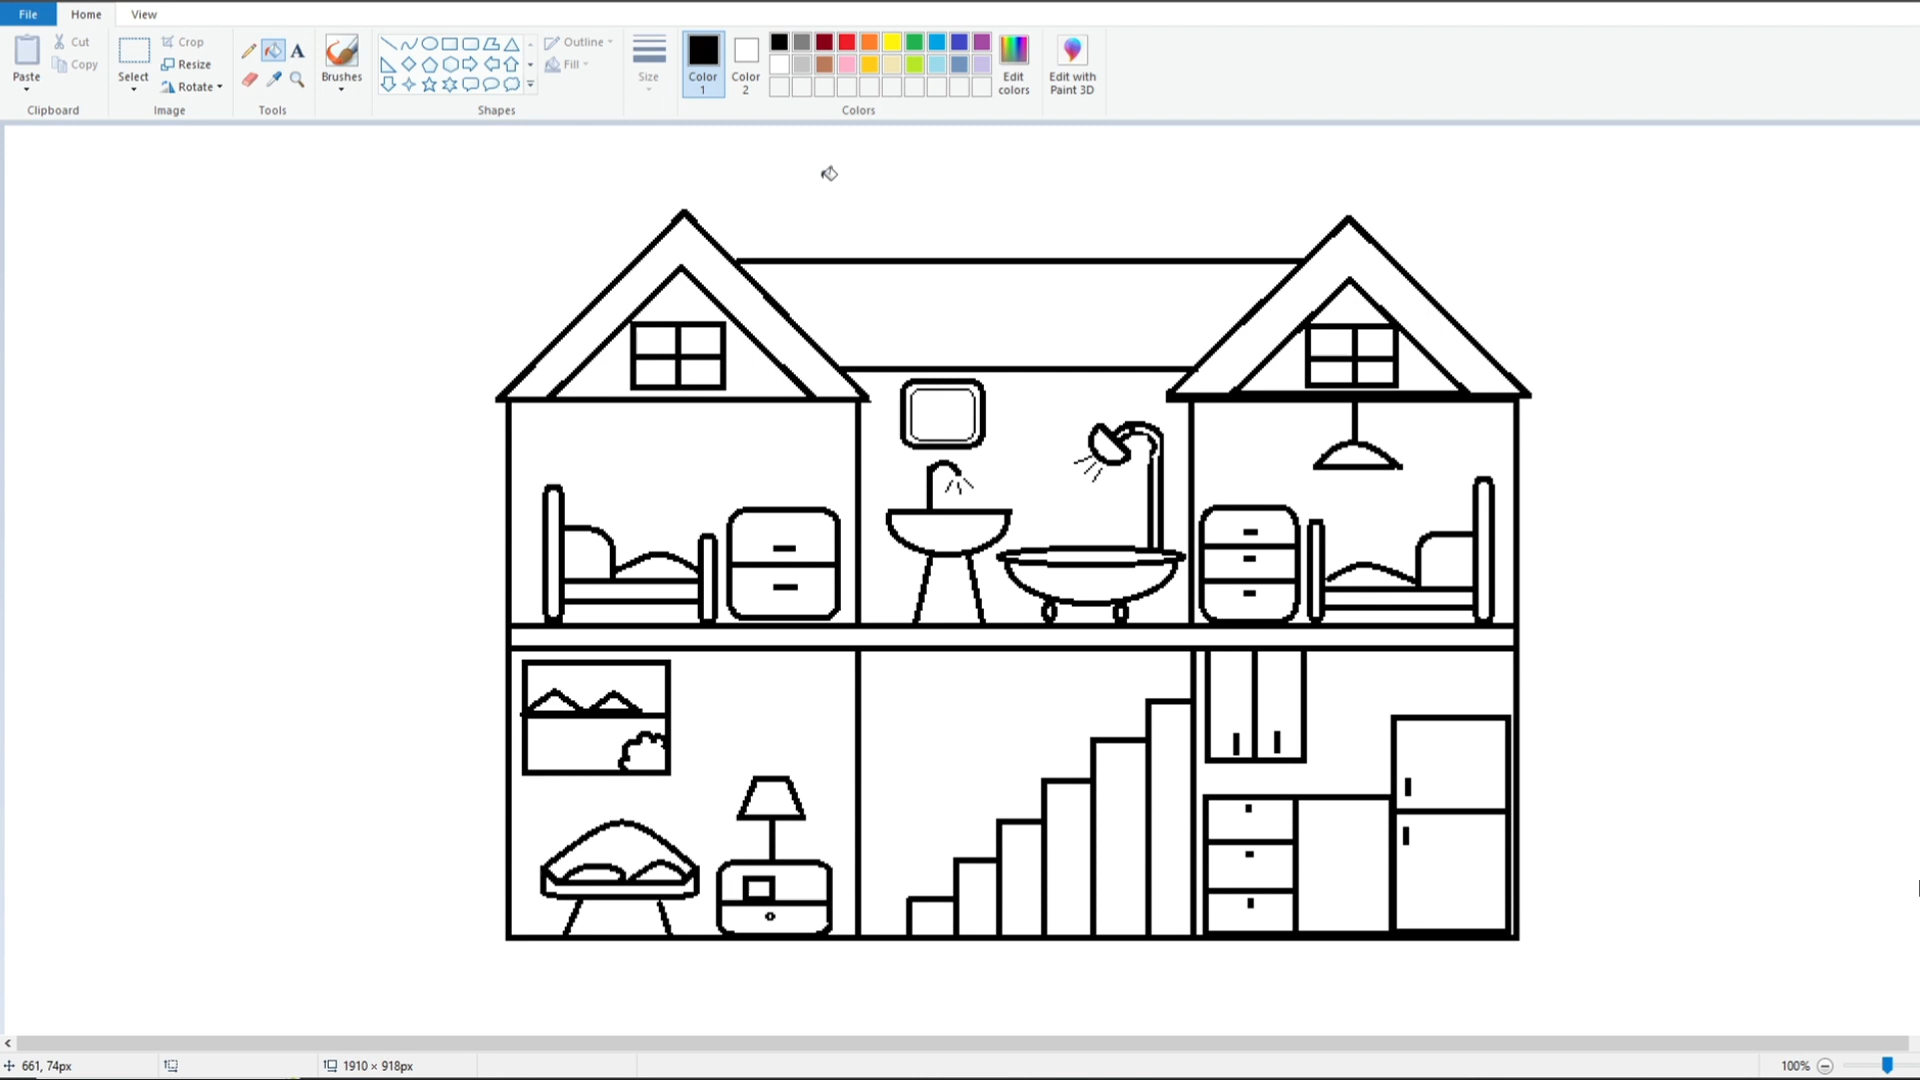 File Home View
Cut
Copy
Paste
Crop
Resize
Rotate
Select
A
Brushes
Outline
Fill
Size
Color 1
Color 2
Edit colors
Edit with Paint 3D
Clipboard Image Tools Shapes Colors
661, 74px
1910 × 918px
100%